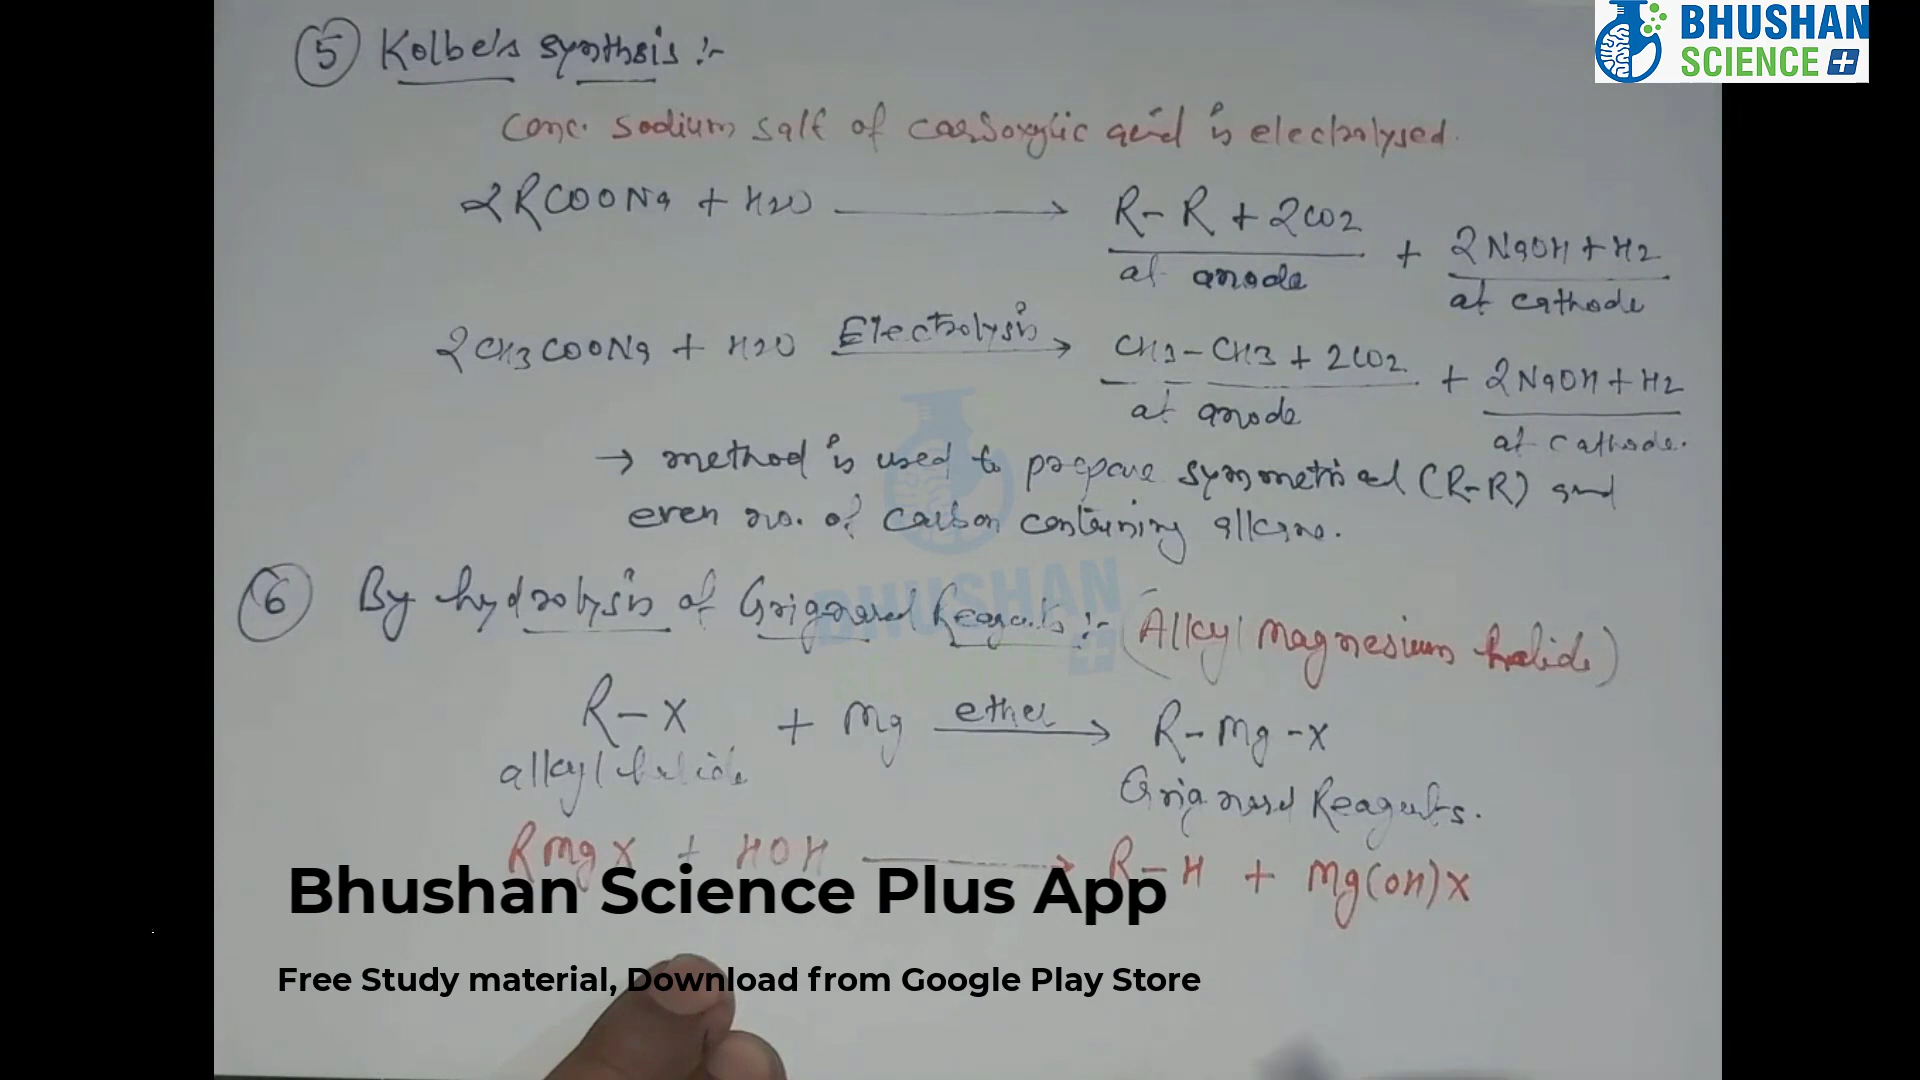 BHUSHAN
SCIENCE +
(5) Kolbe's synthsis :-
Conc. sodium salt of carboxylic acid is electrolysed.
2RCOONa + H2O ⟶ R-R + 2CO2 + 2NaOH + H2
at anode at cathode
2CH3COONa + H2O Electrolysis → CH3-CH3 + 2CO2 + 2NaOH + H2
at anode at cathode.
→ method is used to prepare symmetrical (R-R) and
even no. of carbon containing alkane.
(6) By hydrolysis of Grignard Reagents :- (Alkyl magnesium halide)
BHUSHAN
SCIENCE +
R-X + Mg ether → R-Mg-X
alkyl halide Grignard Reagents.
RMgX + HOH → R-H + Mg(OH)X
Bhushan Science Plus App
Free Study material, Download from Google Play Store